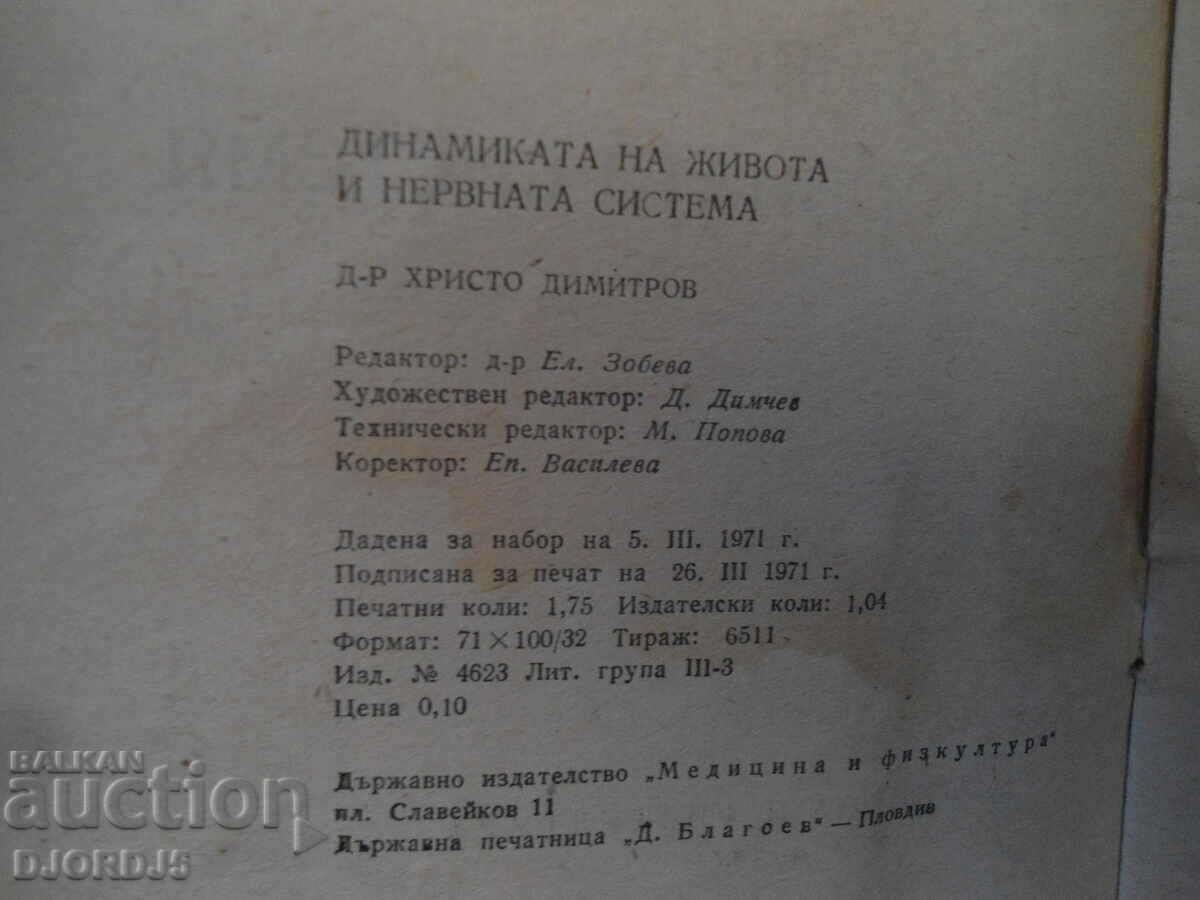 ДИНАМИКАТА НА ЖИВОТА
И НЕРВНАТА СИСТЕМА
Д-Р ХРИСТО ДИМИТРОВ
Редактор: д-р Ел. Зобева
Художествен редактор: Д. Димчев
Технически редактор: М. Попова
Коректор: Еп. Василева
Дадена за набор на 5. III. 1971 г.
Подписана за печат на 26. III 1971 г.
Печатни коли: 1,75 Издателски коли: 1,04
Формат: 71×100/32 Тираж: 6511
Изд. № 4623 Лит. група III-3
Цена 0,10
Държавно издателство „Медицина и физкултура“
пл. Славейков 11
Държавна печатница „Д. Благоев“ — Пловдив
BALKAN
auction
DJORDJ5